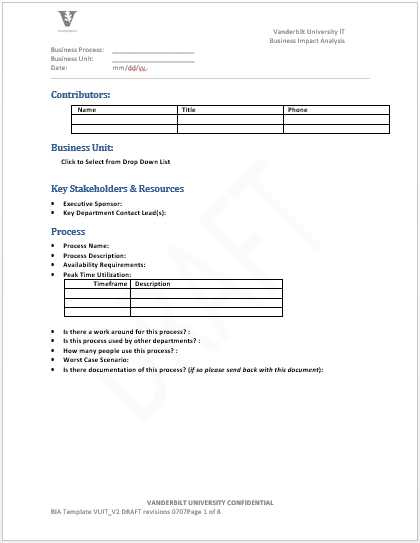 VANDERBILT
Vanderbilt University IT
Business Impact Analysis
Business Process: ____________________
Business Unit: ____________________
Date: mm/dd/yy
Contributors:
Name Title Phone
Business Unit:
Click to Select from Drop Down List
Key Stakeholders & Resources
• Executive Sponsor:
• Key Department Contact Lead(s):
Process
• Process Name:
• Process Description:
• Availability Requirements:
• Peak Time Utilization:
Timeframe Description
• Is there a work around for this process? :
• Is this process used by other departments? :
• How many people use this process? :
• Worst Case Scenario:
• Is there documentation of this process? (if so please send back with this document):
DRAFT
VANDERBILT UNIVERSITY CONFIDENTIAL
BIA Template VUIT_V2 DRAFT revisions 0707Page 1 of 8